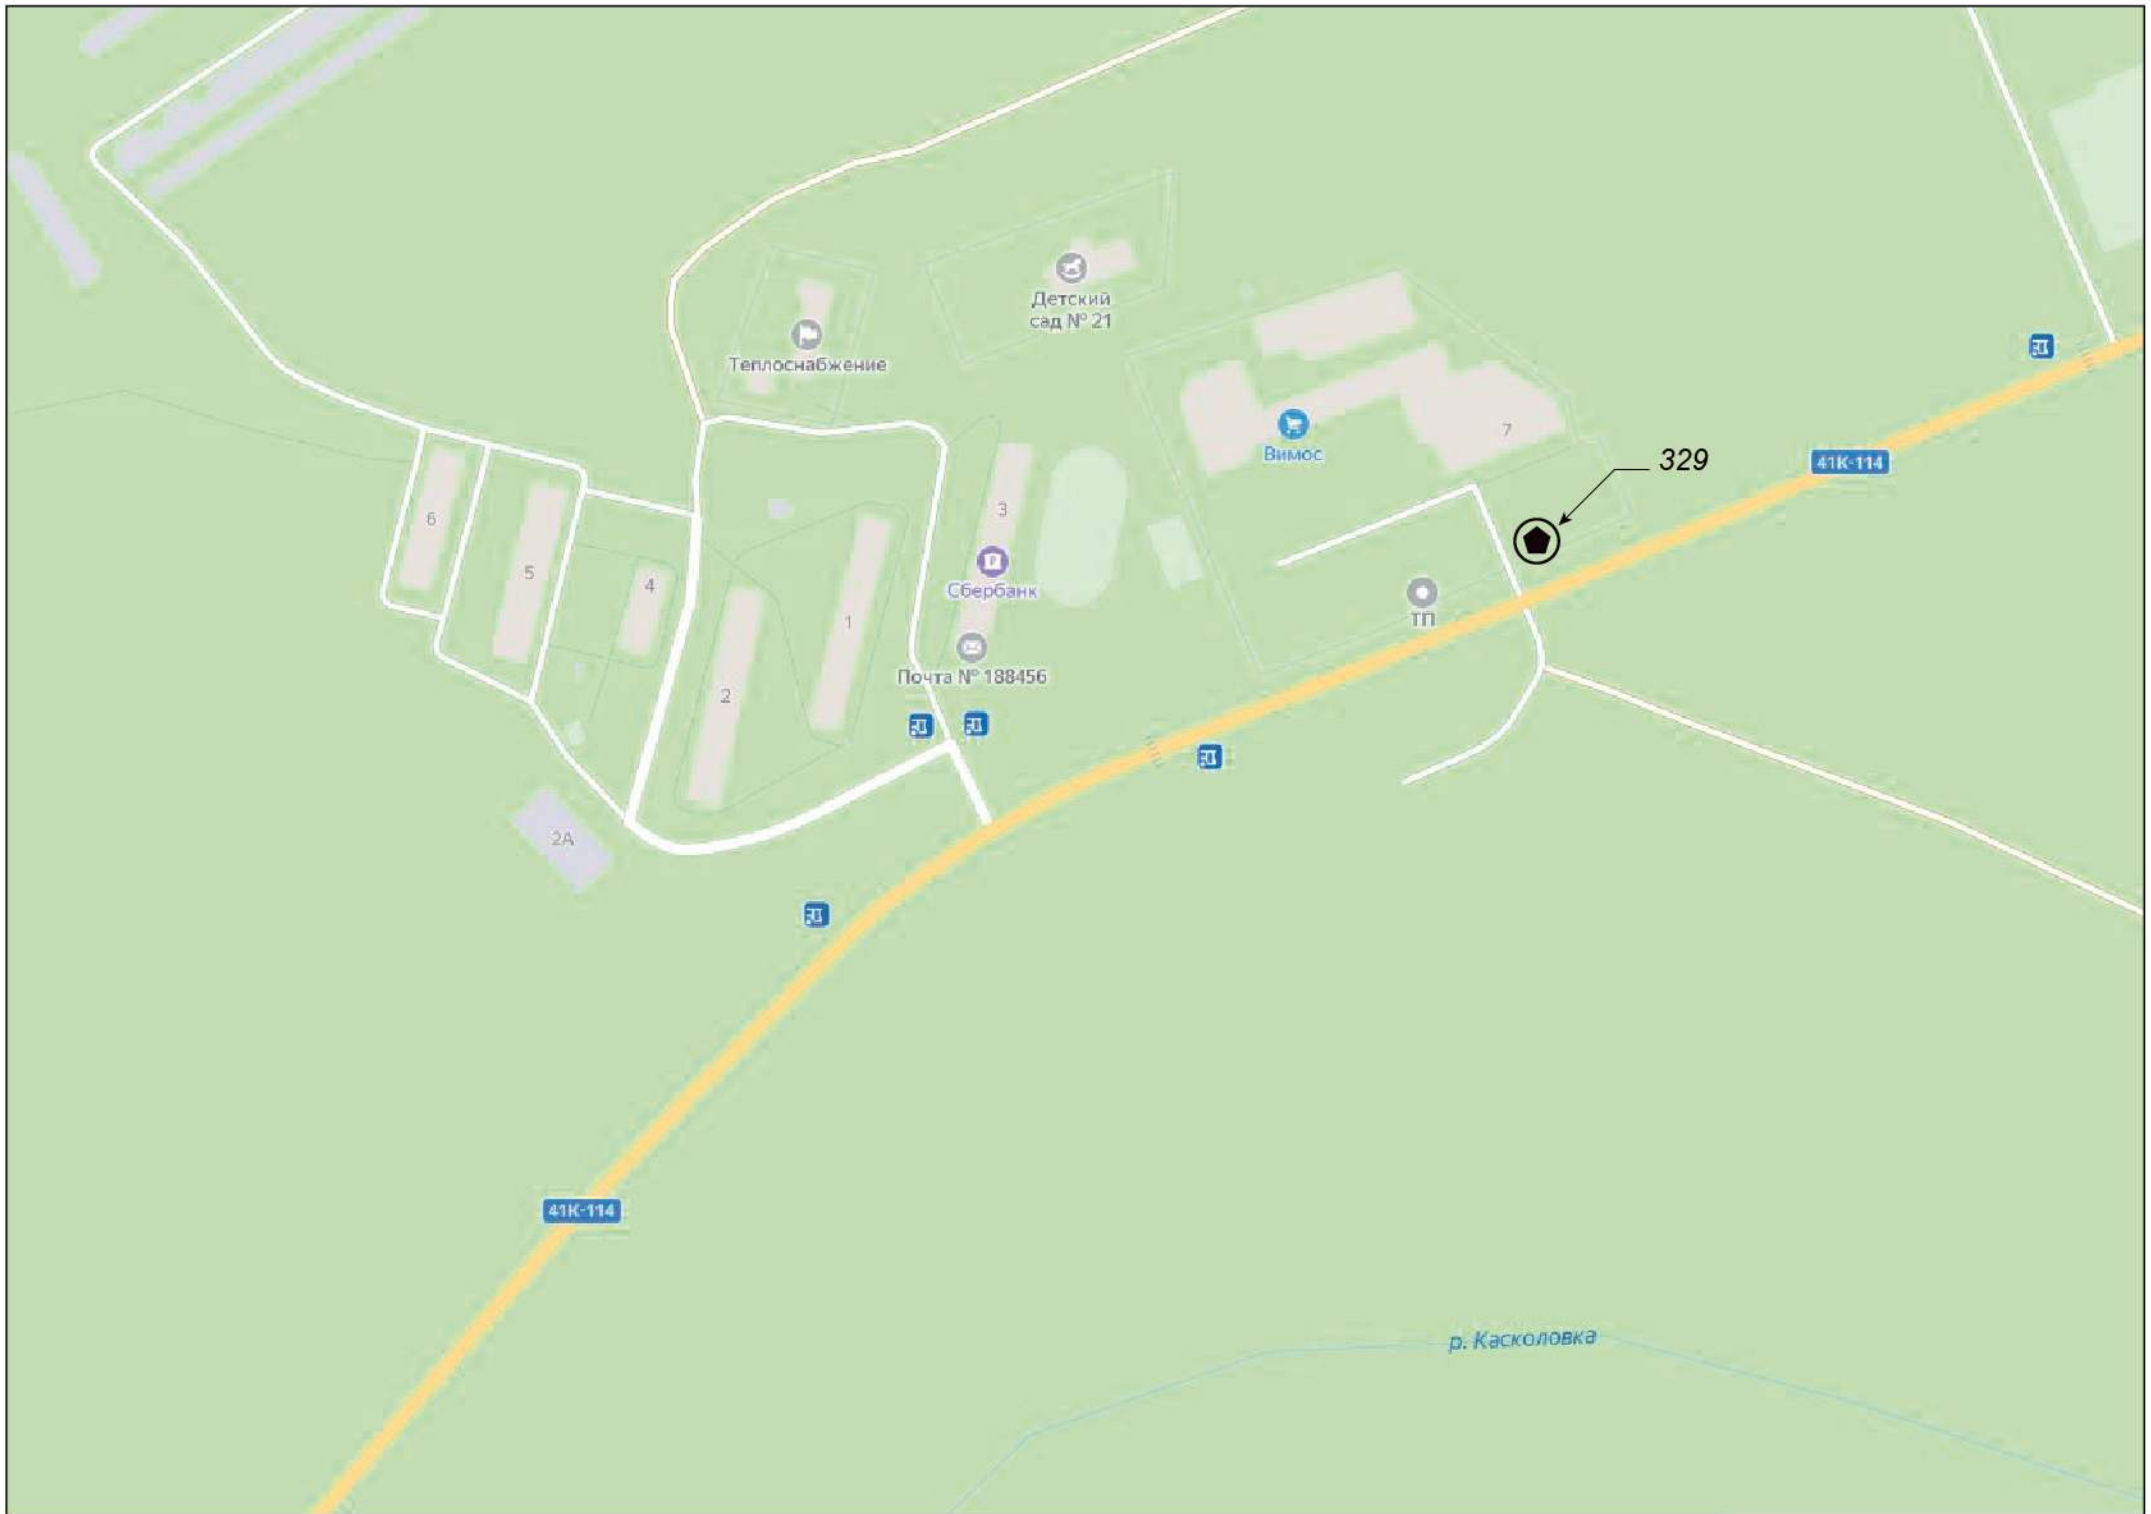 Детский
сад № 21
Теплоснабжение
7
Вимос
41К-114
329
6
3
5
4
Сбербанк
1
ТП
2
Почта № 188456
2А
41К-114
р. Касколовка